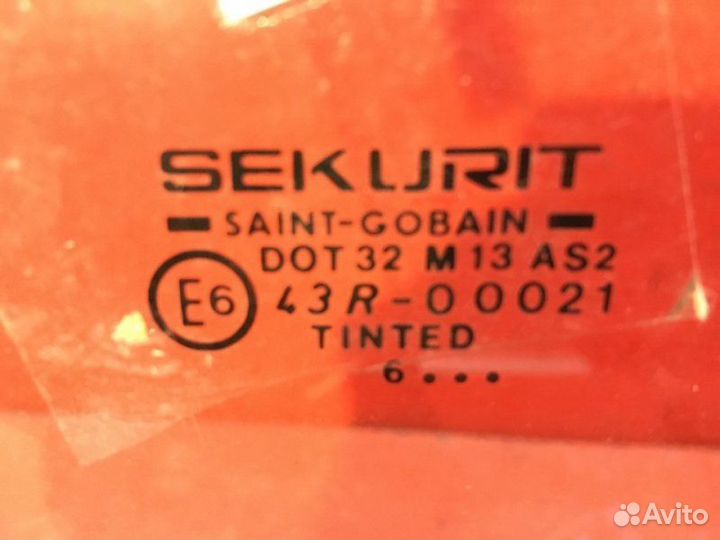 SEKURIT
SAINT-GOBAIN
DOT 32 M 13 AS2
E6 43R-00021
TINTED
6...
Avito